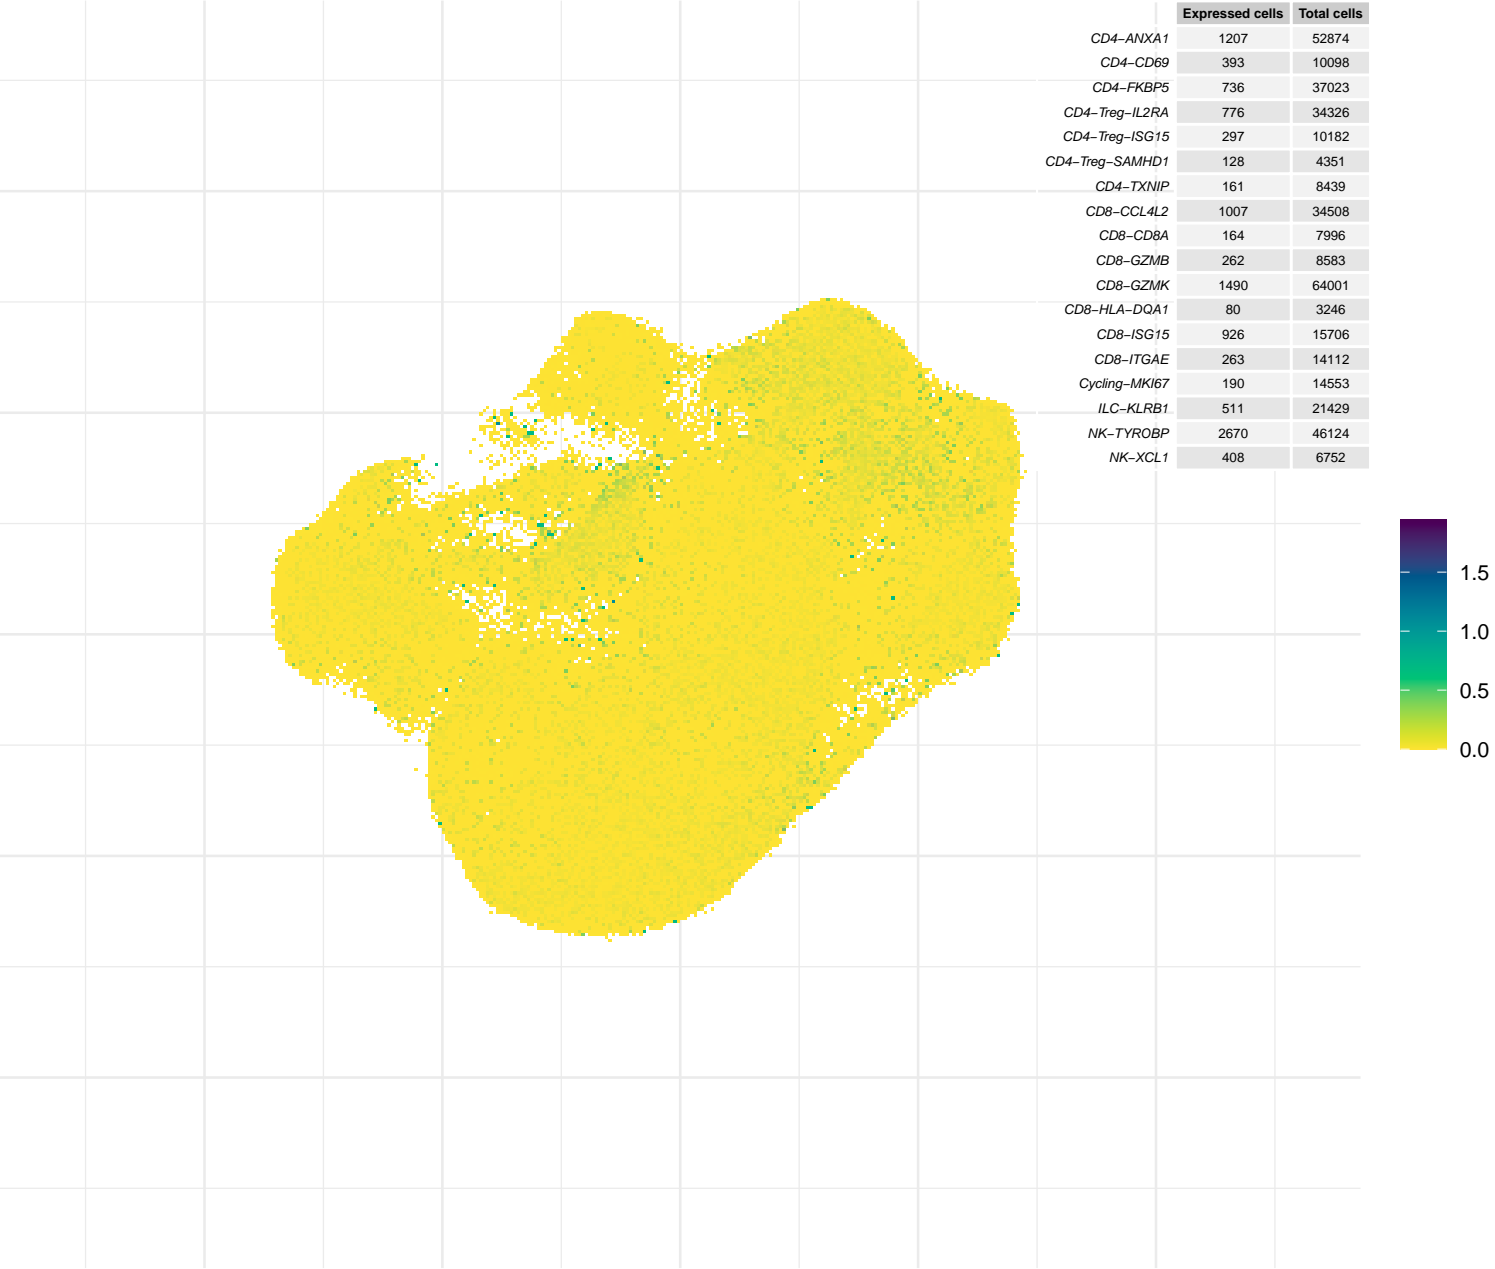 Expressed cells Total cells
CD4−ANXA1 1207 52874
CD4−CD69 393 10098
CD4−FKBP5 736 37023
CD4−Treg−IL2RA 776 34326
CD4−Treg−ISG15 297 10182
CD4−Treg−SAMHD1 128 4351
CD4−TXNIP 161 8439
CD8−CCL4L2 1007 34508
CD8−CD8A 164 7996
CD8−GZMB 262 8583
CD8−GZMK 1490 64001
CD8−HLA−DQA1 80 3246
CD8−ISG15 926 15706
CD8−ITGAE 263 14112
Cycling−MKI67 190 14553
ILC−KLRB1 511 21429
NK−TYROBP 2670 46124
NK−XCL1 408 6752
1.5
1.0
0.5
0.0